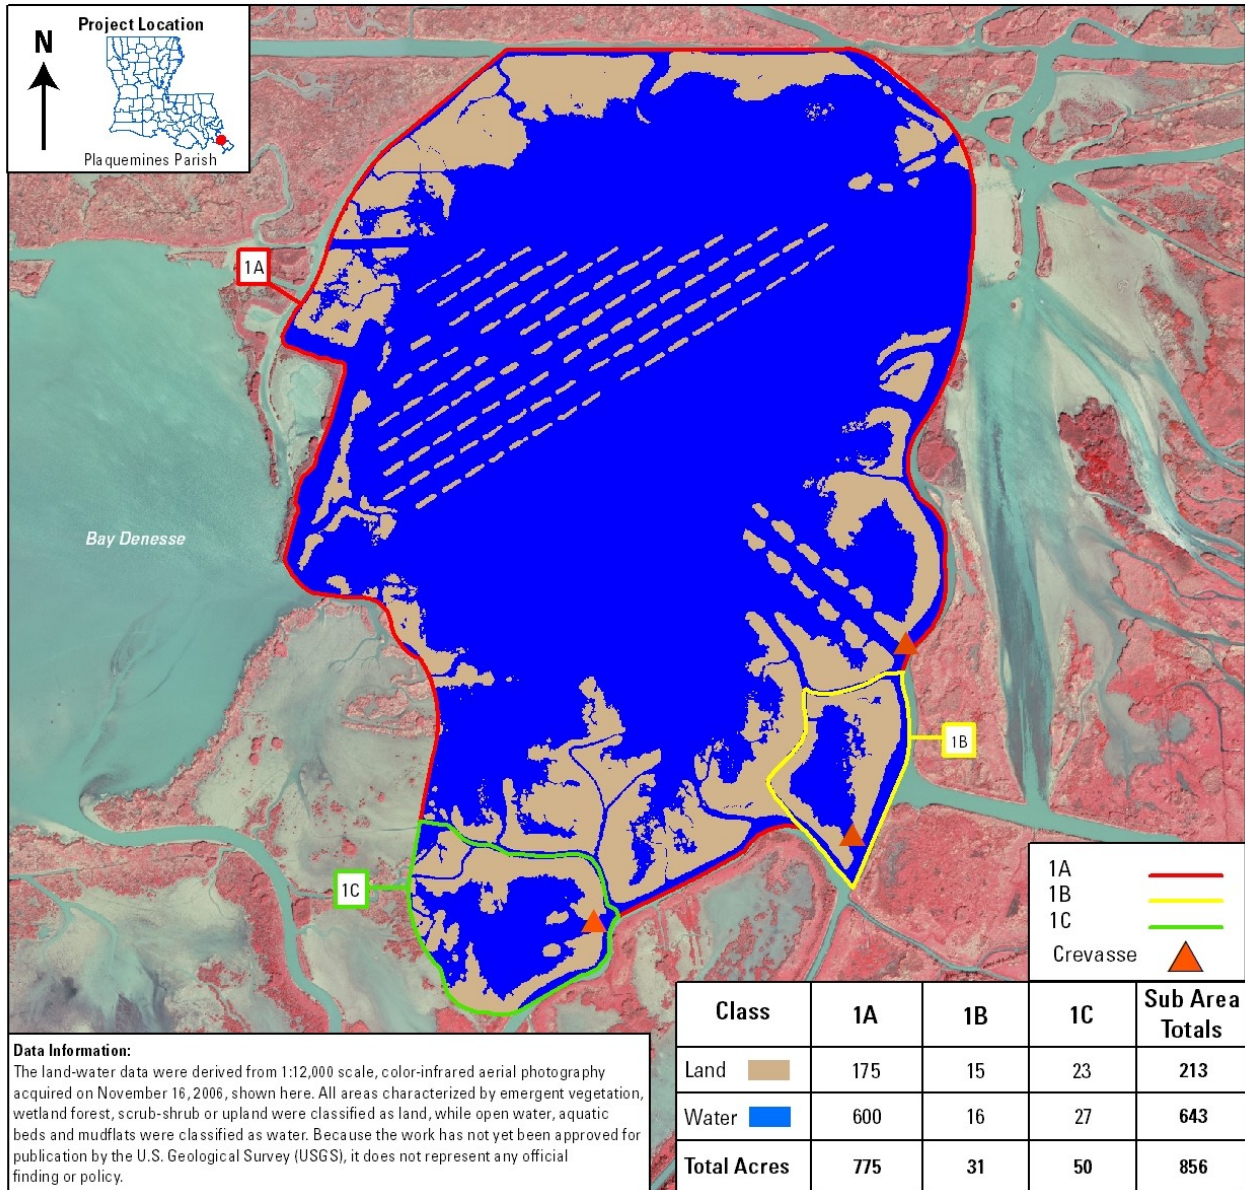 Project Location
N
Plaquemines Parish
1A
Bay Denesse
1B
1C
1A
1B
1C
Crevasse
Class 1A 1B 1C Sub Area Totals
Land 175 15 23 213
Water 600 16 27 643
Total Acres 775 31 50 856
Data Information:
The land-water data were derived from 1:12,000 scale, color-infrared aerial photography
acquired on November 16, 2006, shown here. All areas characterized by emergent vegetation,
wetland forest, scrub-shrub or upland were classified as land, while open water, aquatic
beds and mudflats were classified as water. Because the work has not yet been approved for
publication by the U.S. Geological Survey (USGS), it does not represent any official
finding or policy.